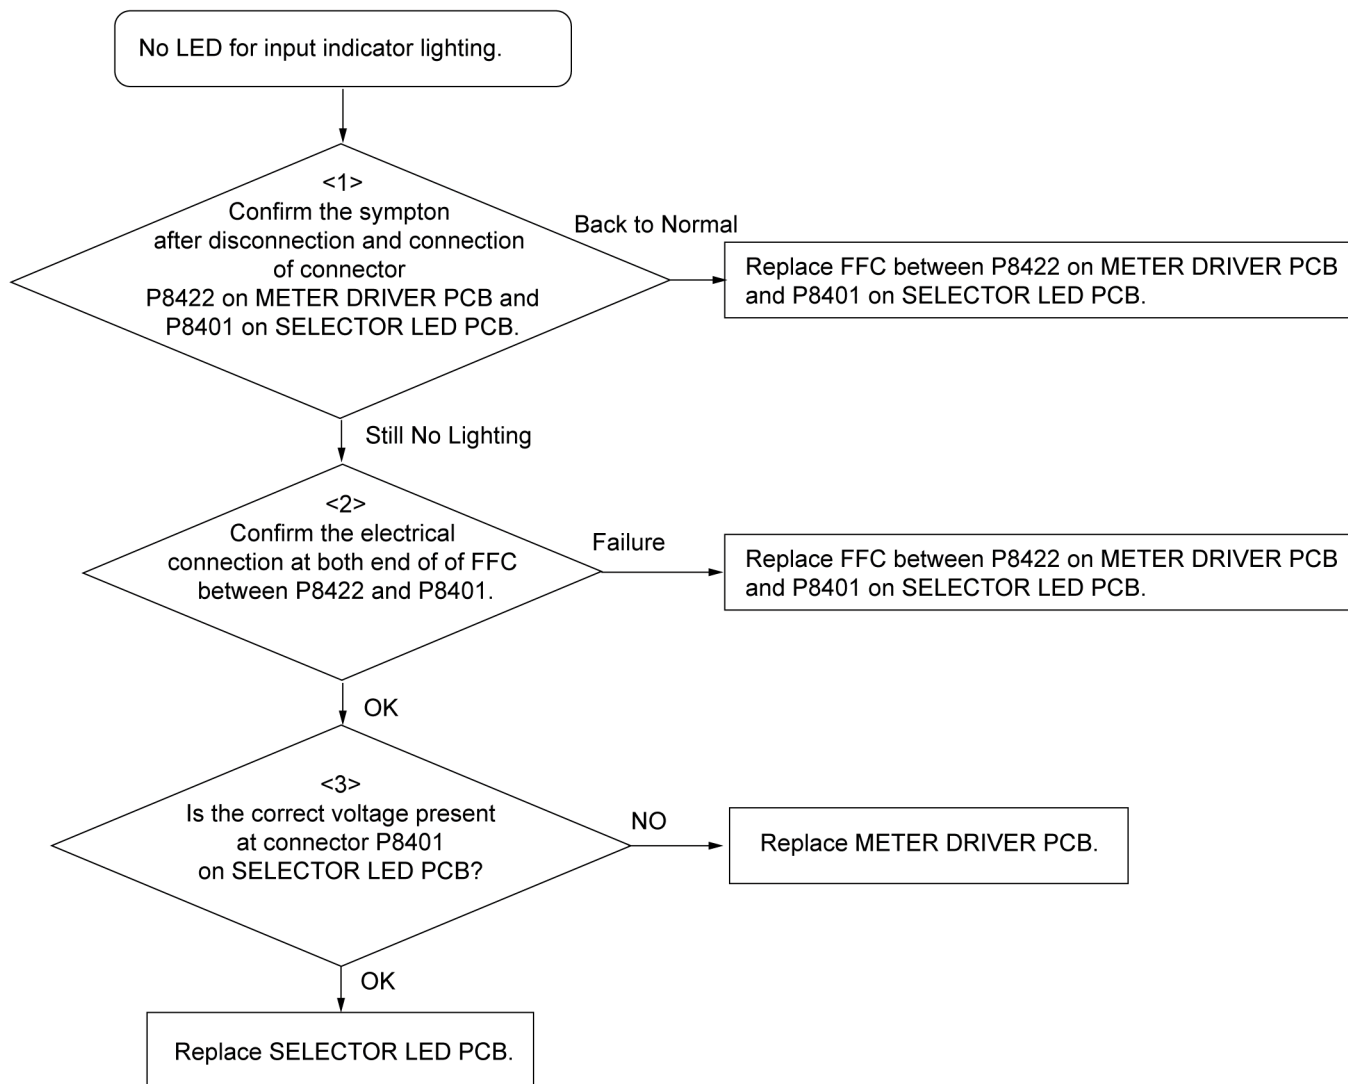 No LED for input indicator lighting.
<1>
Confirm the sympton
after disconnection and connection
of connector
P8422 on METER DRIVER PCB and
P8401 on SELECTOR LED PCB.
Back to Normal
Replace FFC between P8422 on METER DRIVER PCB
and P8401 on SELECTOR LED PCB.
Still No Lighting
<2>
Confirm the electrical
connection at both end of of FFC
between P8422 and P8401.
Failure
Replace FFC between P8422 on METER DRIVER PCB
and P8401 on SELECTOR LED PCB.
OK
<3>
Is the correct voltage present
at connector P8401
on SELECTOR LED PCB?
NO
Replace METER DRIVER PCB.
OK
Replace SELECTOR LED PCB.